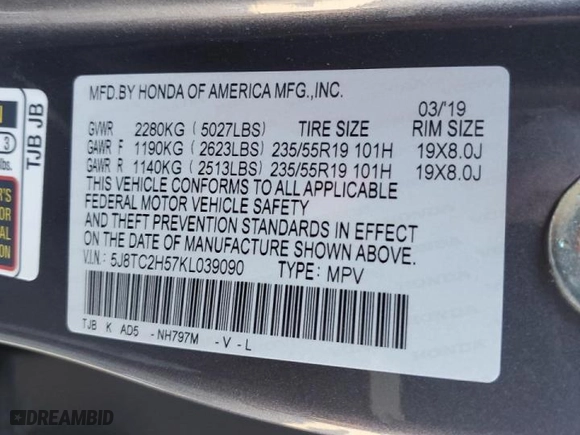 MFD.BY HONDA OF AMERICA MFG.,INC.
03/'19
GVWR 2280KG (5027LBS) TIRE SIZE RIM SIZE
GAWR F 1190KG (2623LBS) 235/55R19 101H 19X8.0J
GAWR R 1140KG (2513LBS) 235/55R19 101H 19X8.0J
THIS VEHICLE CONFORMS TO ALL APPLICABLE
FEDERAL MOTOR VEHICLE SAFETY
AND THEFT PREVENTION STANDARDS IN EFFECT
ON THE DATE OF MANUFACTURE SHOWN ABOVE.
V.I.N.: 5J8TC2H57KL039090 TYPE: MPV
TJB K AD5 -NH797M -V-L
TJB JB
3
lbs.
DREAMBID